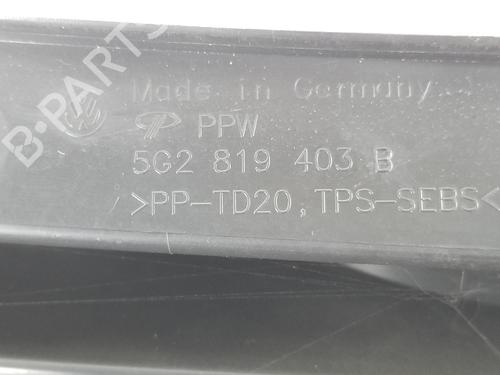 Made in Germany
PPW
5G2 819 403 B
>PP-TD20, TPS-SEBS<
B-PARTS